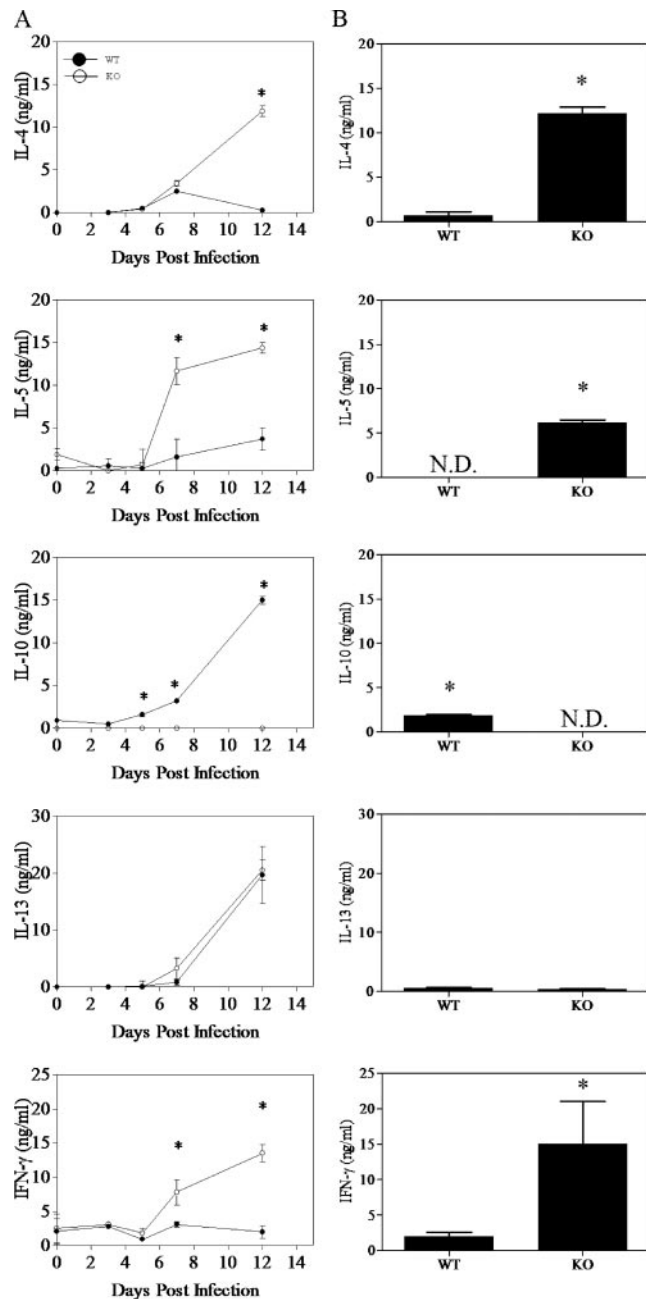 A
B
20
15
10
5
0
IL-4 (ng/ml)
WT
KO
*
0 2 4 6 8 10 12 14
Days Post Infection
20
15
10
5
0
IL-4 (ng/ml)
*
WT KO
20
15
10
5
0
IL-5 (ng/ml)
* *
0 2 4 6 8 10 12 14
Days Post Infection
20
15
10
5
0
IL-5 (ng/ml)
*
N.D.
WT KO
20
15
10
5
0
IL-10 (ng/ml)
* * *
0 2 4 6 8 10 12 14
Days Post Infection
20
15
10
5
0
IL-10 (ng/ml)
*
N.D.
WT KO
30
20
10
0
IL-13 (ng/ml)
0 2 4 6 8 10 12 14
Days Post Infection
30
20
10
0
IL-13 (ng/ml)
WT KO
25
20
15
10
5
0
IFN-γ (ng/ml)
* *
0 2 4 6 8 10 12 14
Days Post Infection
25
20
15
10
5
0
IFN-γ (ng/ml)
*
WT KO